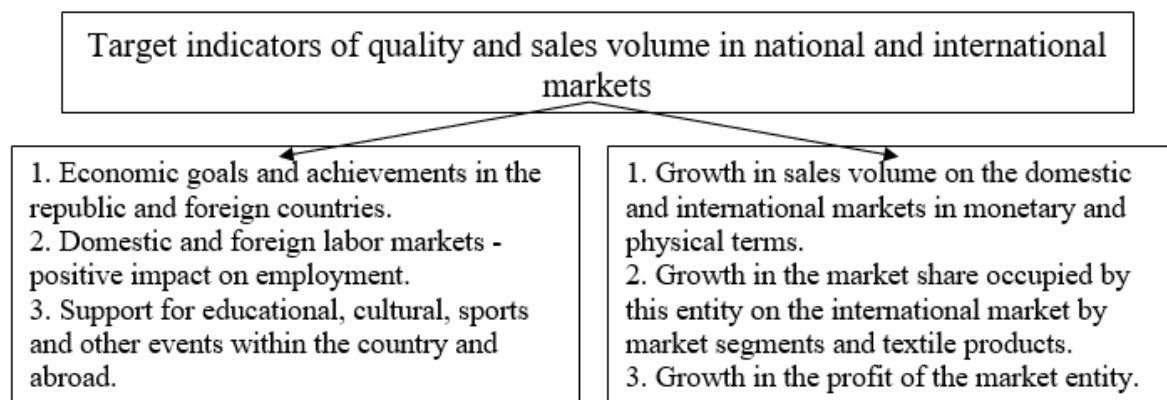 Target indicators of quality and sales volume in national and international
markets
1. Economic goals and achievements in the
republic and foreign countries.
2. Domestic and foreign labor markets -
positive impact on employment.
3. Support for educational, cultural, sports
and other events within the country and
abroad.
1. Growth in sales volume on the domestic
and international markets in monetary and
physical terms.
2. Growth in the market share occupied by
this entity on the international market by
market segments and textile products.
3. Growth in the profit of the market entity.